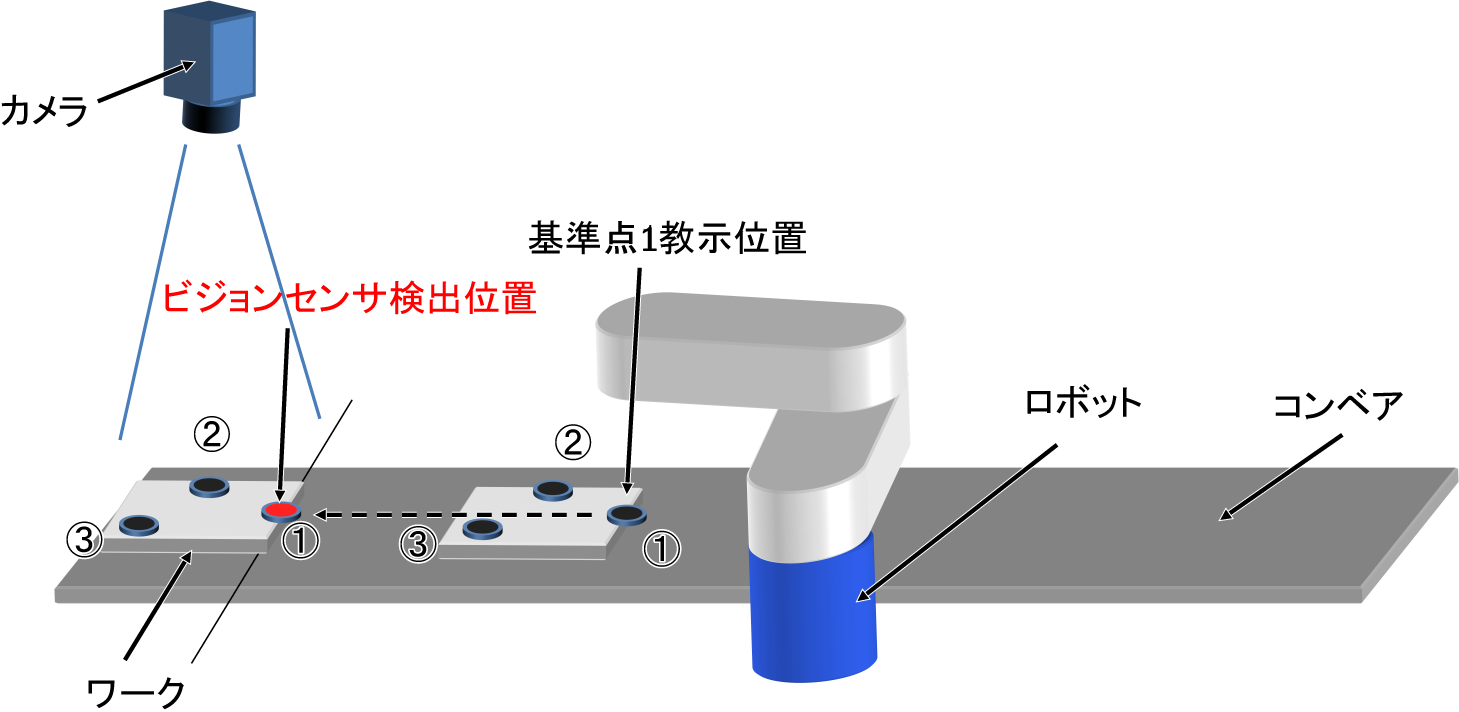 カメラ
基準点1教示位置
ビジョンセンサ検出位置
ロボット
コンベア
②
②
③
①
③
①
ワーク